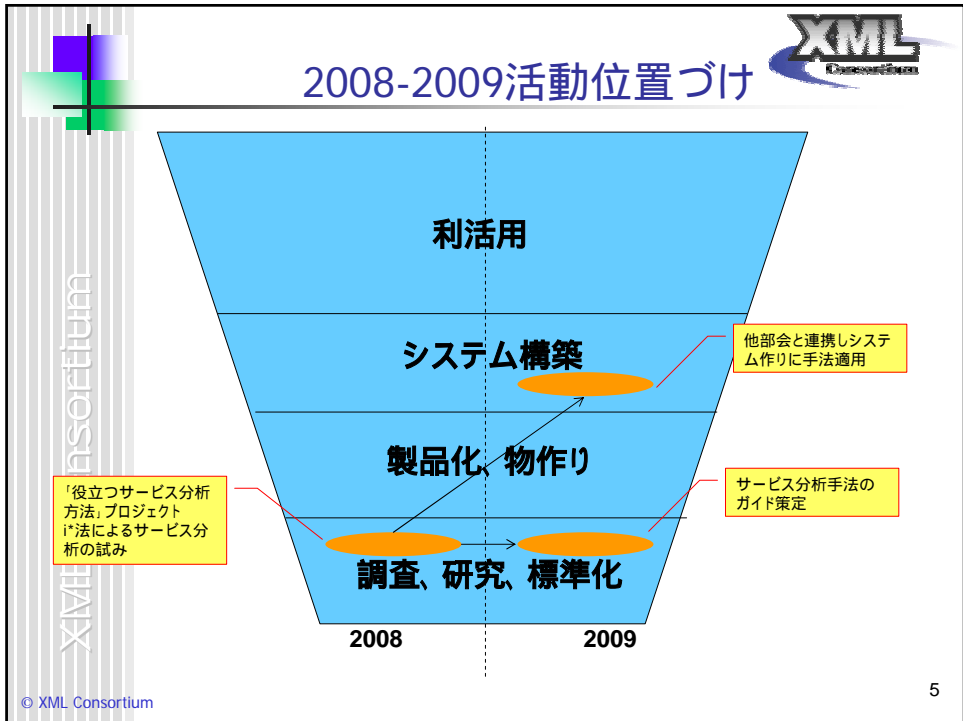 XML
Consortium
2008-2009活動位置づけ
利活用
システム構築
他部会と連携しシステ
ム作りに手法適用
製品化、物作り
「役立つサービス分析
方法」プロジェクト
i*法によるサービス分
析の試み
サービス分析手法の
ガイド策定
調査、研究、標準化
2008
2009
XML Consortium
© XML Consortium
5